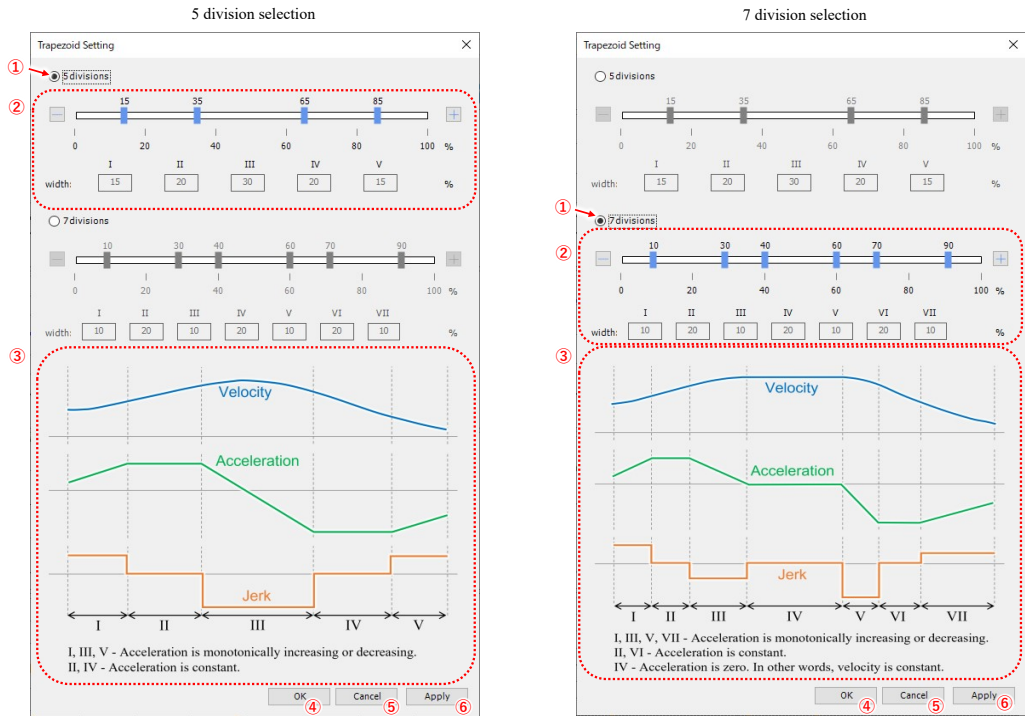 5 division selection
Trapezoid Setting ×
① 5divisions
② 15 35 65 85
− +
0 20 40 60 80 100 %
I II III IV V
width: 15 20 30 20 15 %
7divisions
10 30 40 60 70 90
− +
0 20 40 60 80 100 %
I II III IV V VI VII
width: 10 20 10 20 10 20 10 %
③
Velocity
Acceleration
Jerk
I II III IV V
I, III, V - Acceleration is monotonically increasing or decreasing.
II, IV - Acceleration is constant.
OK Cancel Apply
④ ⑤ ⑥
7 division selection
Trapezoid Setting ×
5divisions
15 35 65 85
− +
0 20 40 60 80 100 %
I II III IV V
width: 15 20 30 20 15 %
① 7divisions
② 10 30 40 60 70 90
− +
0 20 40 60 80 100 %
I II III IV V VI VII
width: 10 20 10 20 10 20 10 %
③
Velocity
Acceleration
Jerk
I II III IV V VI VII
I, III, V, VII - Acceleration is monotonically increasing or decreasing.
II, VI - Acceleration is constant.
IV - Acceleration is zero. In other words, velocity is constant.
OK Cancel Apply
④ ⑤ ⑥